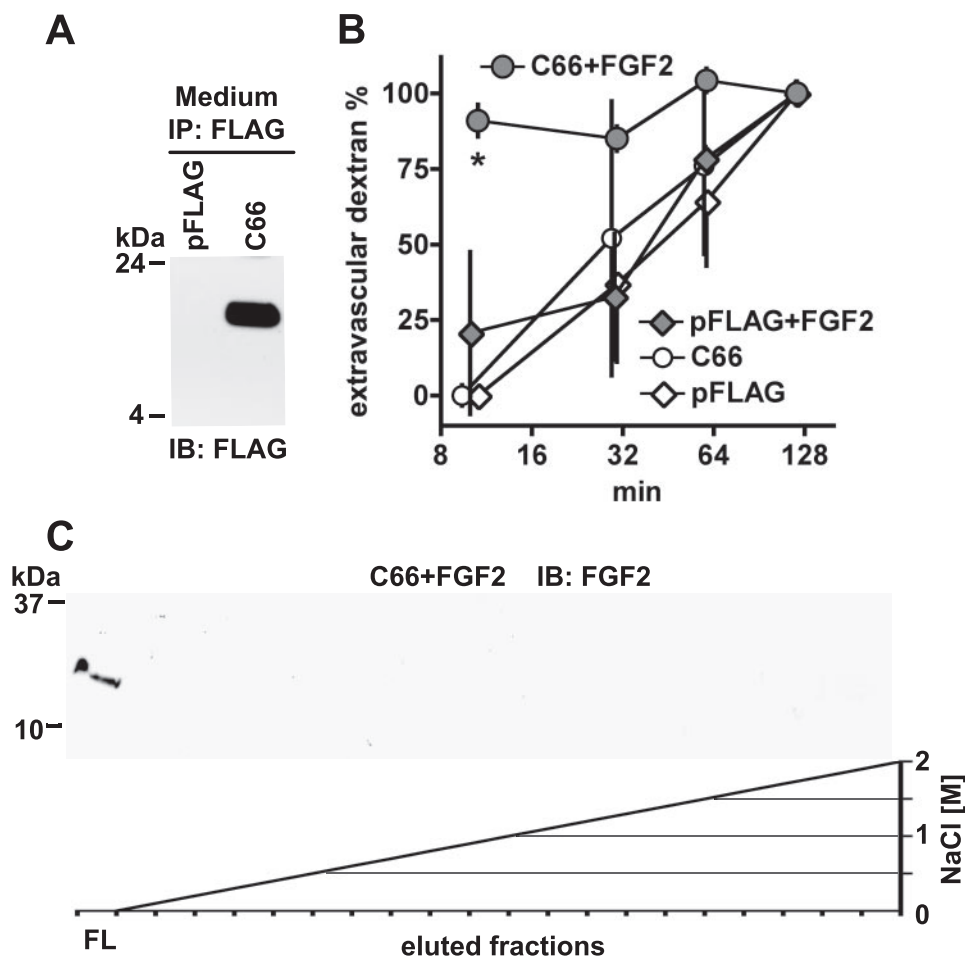 A
Medium
IP: FLAG
pFLAG
C66
kDa
24
4
IB: FLAG
B
C66+FGF2
extravascular dextran %
100
75
50
25
0
*
pFLAG+FGF2
C66
pFLAG
8 16 32 64 128
min
C
kDa
C66+FGF2 IB: FGF2
37
10
2
1
0
NaCl [M]
FL
eluted fractions